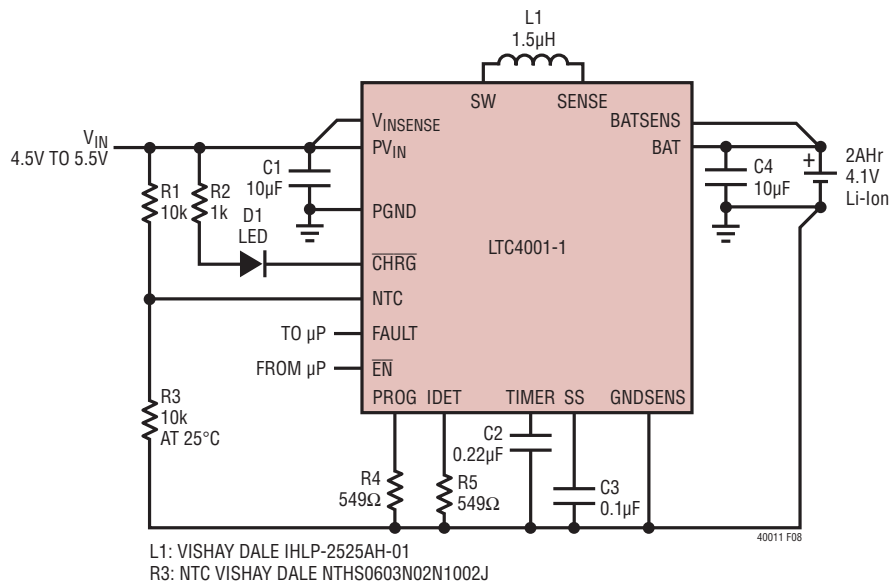 L1
1.5µH
SW
SENSE
V_INSENSE
PV_IN
BATSENS
BAT
V_IN
4.5V TO 5.5V
R1
10k
R2
1k
D1
LED
C1
10µF
PGND
CHRG
NTC
LTC4001-1
C4
10µF
+
2AHr
4.1V
Li-Ion
TO µP
FAULT
FROM µP
EN
R3
10k
AT 25°C
PROG
IDET
TIMER
SS
GNDSENS
R4
549Ω
R5
549Ω
C2
0.22µF
C3
0.1µF
40011 F08
L1: VISHAY DALE IHLP-2525AH-01
R3: NTC VISHAY DALE NTHS0603N02N1002J